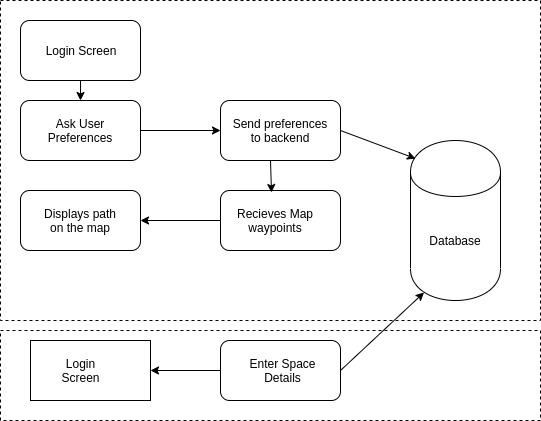 Login Screen
Ask User
Preferences
Send preferences
to backend
Displays path
on the map
Recieves Map
waypoints
Database
Login
Screen
Enter Space
Details